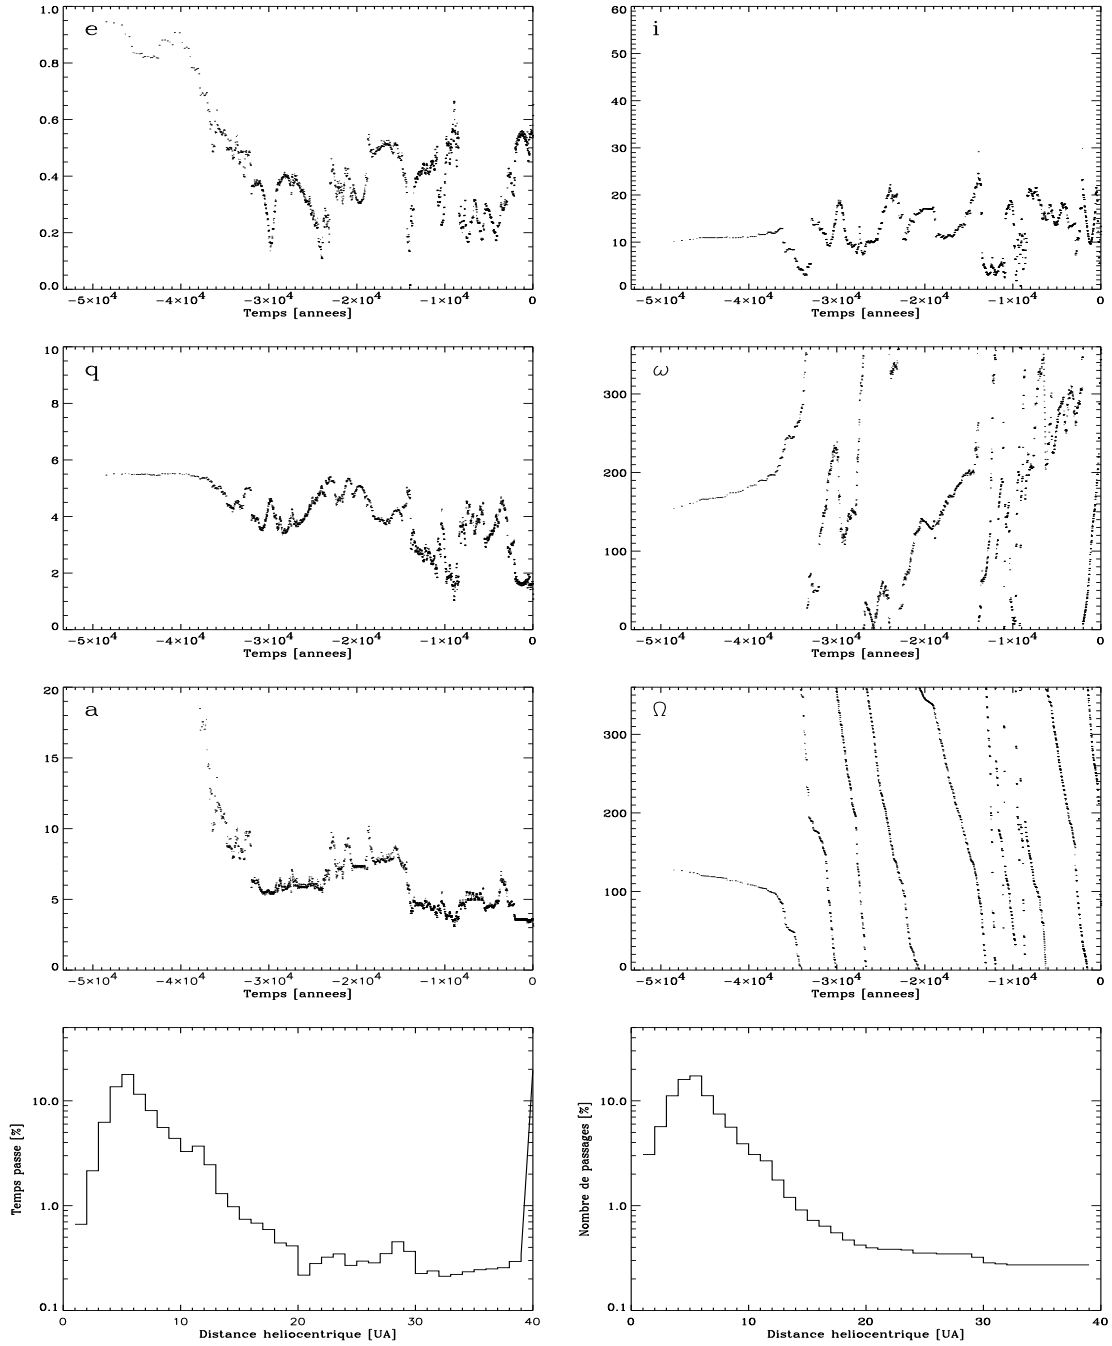 e
1.0
0.8
0.6
0.4
0.2
0.0
−5×10⁴ −4×10⁴ −3×10⁴ −2×10⁴ −1×10⁴ 0
Temps [annees]
i
60
50
40
30
20
10
0
−5×10⁴ −4×10⁴ −3×10⁴ −2×10⁴ −1×10⁴ 0
Temps [annees]
q
10
8
6
4
2
0
−5×10⁴ −4×10⁴ −3×10⁴ −2×10⁴ −1×10⁴ 0
Temps [annees]
ω
300
200
100
0
−5×10⁴ −4×10⁴ −3×10⁴ −2×10⁴ −1×10⁴ 0
Temps [annees]
a
20
15
10
5
0
−5×10⁴ −4×10⁴ −3×10⁴ −2×10⁴ −1×10⁴ 0
Temps [annees]
Ω
300
200
100
0
−5×10⁴ −4×10⁴ −3×10⁴ −2×10⁴ −1×10⁴ 0
Temps [annees]
Temps passe [%]
10.0
1.0
0.1
0 10 20 30 40
Distance heliocentrique [UA]
Nombre de passages [%]
10.0
1.0
0.1
0 10 20 30 40
Distance heliocentrique [UA]